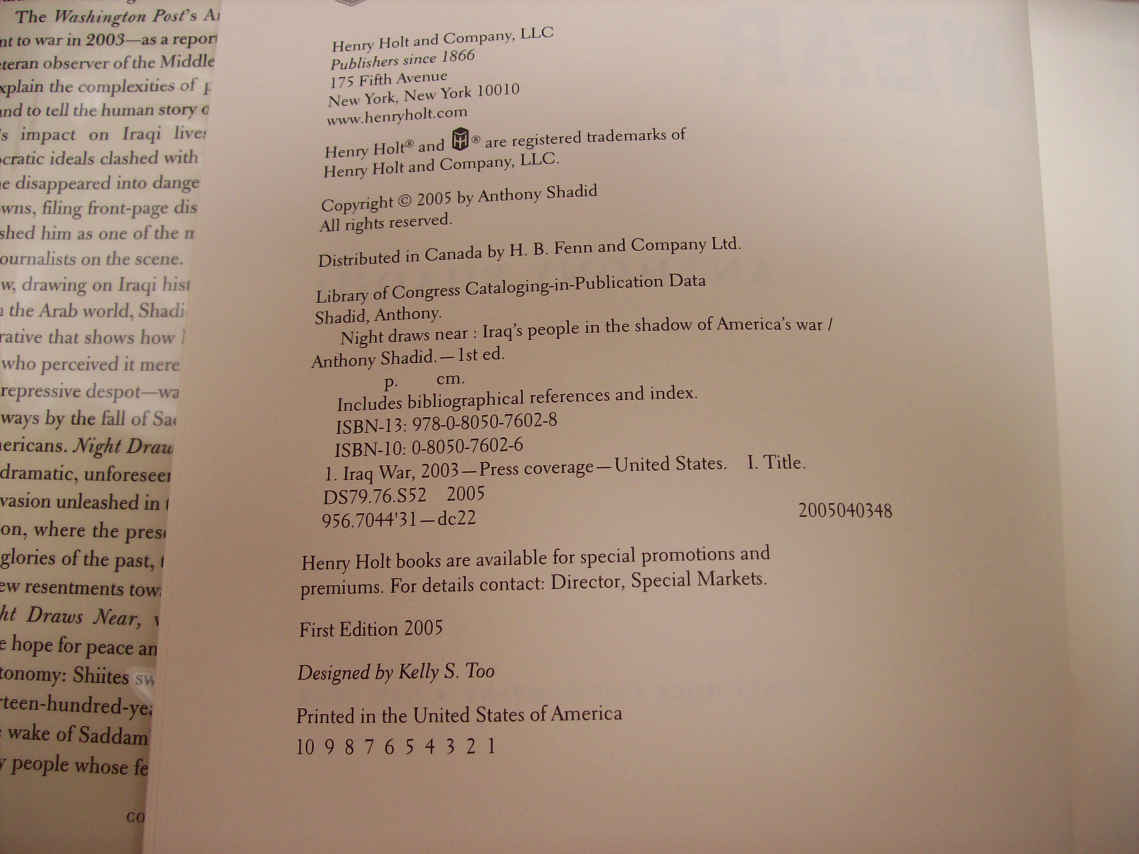 The Washington Post's
nt to war in 2003—as a repor
teran observer of the Middle
xplain the complexities of
and to tell the human story
's impact on Iraqi lives
cratic ideals clashed with
e disappeared into dange
wns, filing front-page dis
shed him as one of the
ournalists on the scene.
w, drawing on Iraqi hist
the Arab world, Shadi
rative that shows how
who perceived it mere
repressive despot—wa
ways by the fall of Sa
ericans. Night Draw
dramatic, unforeseen
vasion unleashed in
on, where the prese
glories of the past,
ew resentments tow
ht Draws Near,
e hope for peace an
tonomy: Shiites sw
rteen-hundred-yea
wake of Saddam
y people whose fe
co
Henry Holt and Company, LLC
Publishers since 1866
175 Fifth Avenue
New York, New York 10010
www.henryholt.com
Henry Holt® and ® are registered trademarks of
Henry Holt and Company, LLC.
Copyright © 2005 by Anthony Shadid
All rights reserved.
Distributed in Canada by H. B. Fenn and Company Ltd.
Library of Congress Cataloging-in-Publication Data
Shadid, Anthony.
Night draws near : Iraq's people in the shadow of America's war /
Anthony Shadid.—1st ed.
p. cm.
Includes bibliographical references and index.
ISBN-13: 978-0-8050-7602-8
ISBN-10: 0-8050-7602-6
1. Iraq War, 2003—Press coverage—United States. I. Title.
DS79.76.S52 2005
956.7044'31—dc22 2005040348
Henry Holt books are available for special promotions and
premiums. For details contact: Director, Special Markets.
First Edition 2005
Designed by Kelly S. Too
Printed in the United States of America
10 9 8 7 6 5 4 3 2 1